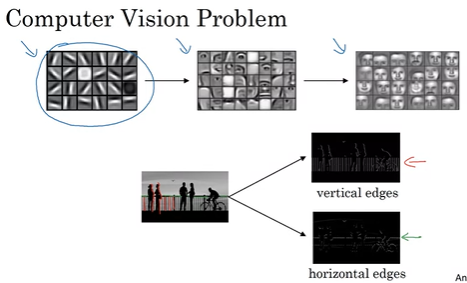 Computer Vision Problem
vertical edges
horizontal edges
An